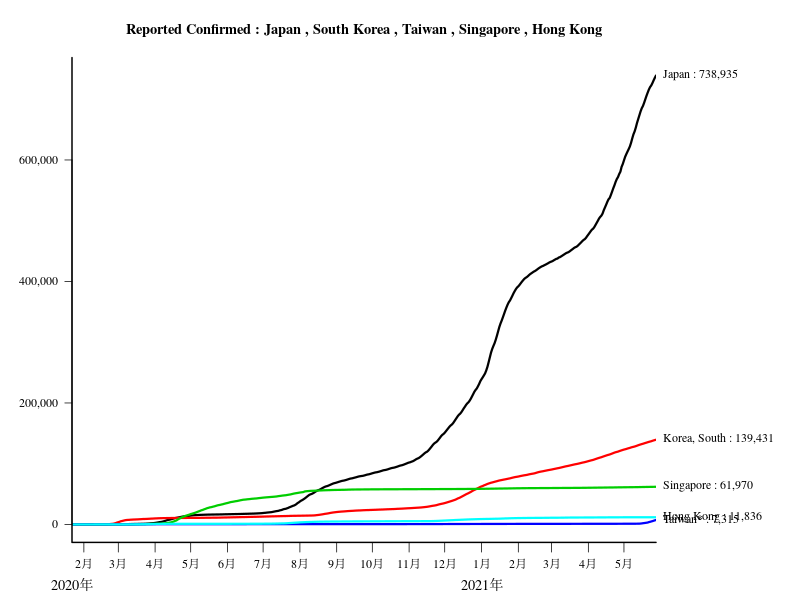 Reported Confirmed : Japan , South Korea , Taiwan , Singapore , Hong Kong
Japan : 738,935
600,000
400,000
200,000
Korea, South : 139,431
Singapore : 61,970
Hong Kong : 11,836
Taiwan* :
0
2月 3月 4月 5月 6月 7月 8月 9月 10月 11月 12月 1月 2月 3月 4月 5月
2020年 2021年